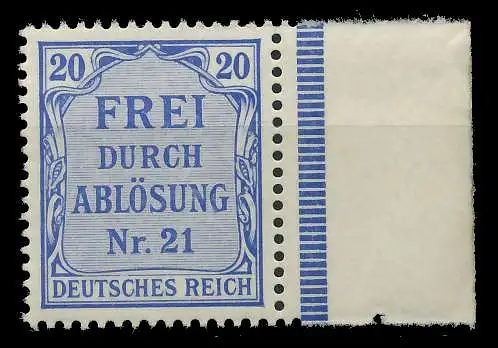 20 20
FREI
DURCH
ABLÖSUNG
Nr. 21
DEUTSCHES REICH